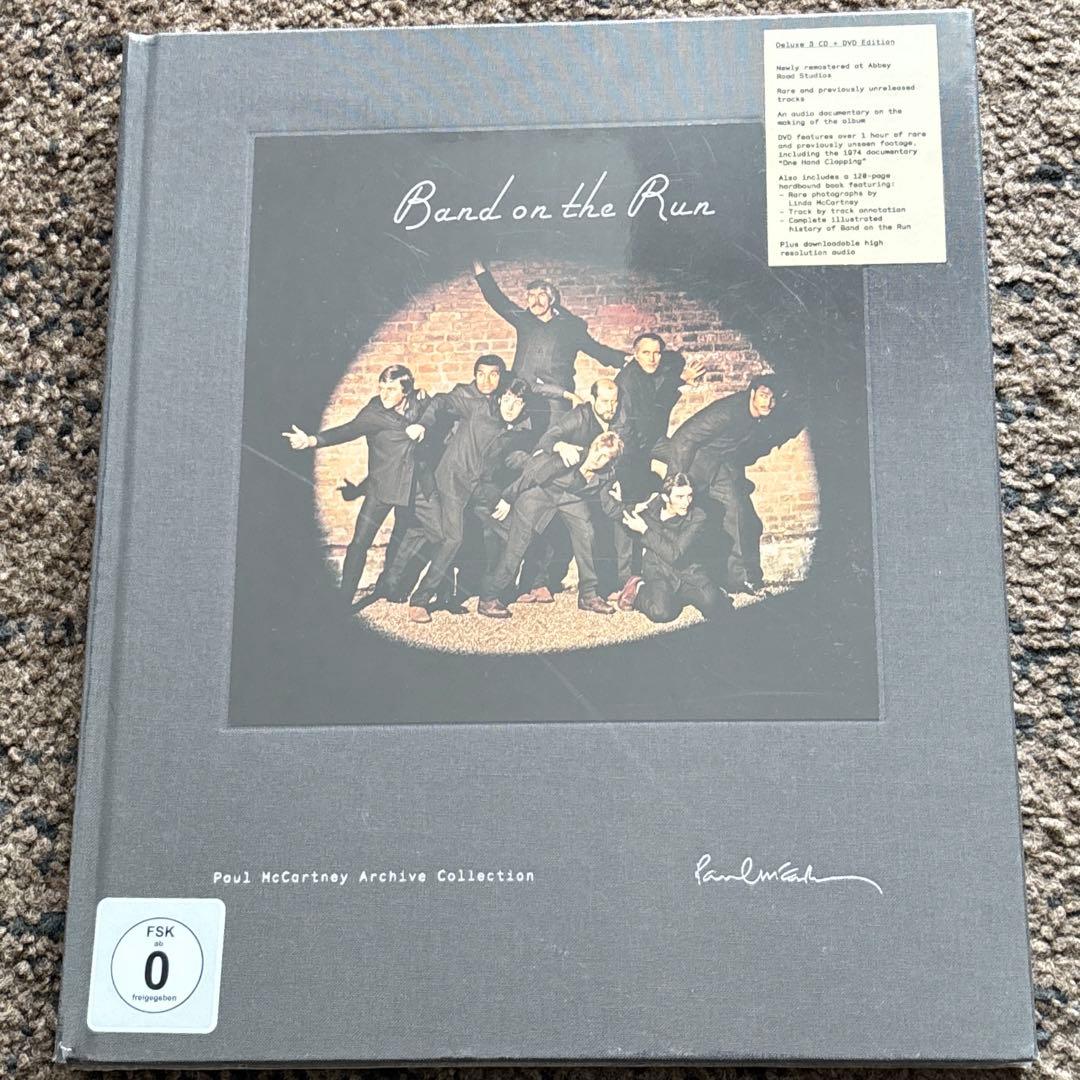 Deluxe 3 CD + DVD Edition
Newly remastered at Abbey
Road Studios
Rare and previously unreleased
tracks
An audio documentary on the
making of the album
DVD features over 1 hour of rare
and previously unseen footage,
including the 1974 documentary
"One Hand Clapping"
Also includes a 120-page
hardbound book featuring:
- Rare photographs by
Linda McCartney
- Track by track annotation
- Complete illustrated
history of Band on the Run
Plus downloadable high
resolution audio
Band on the Run
Paul McCartney Archive Collection
Paul McCartney
FSK
ab
0
freigegeben